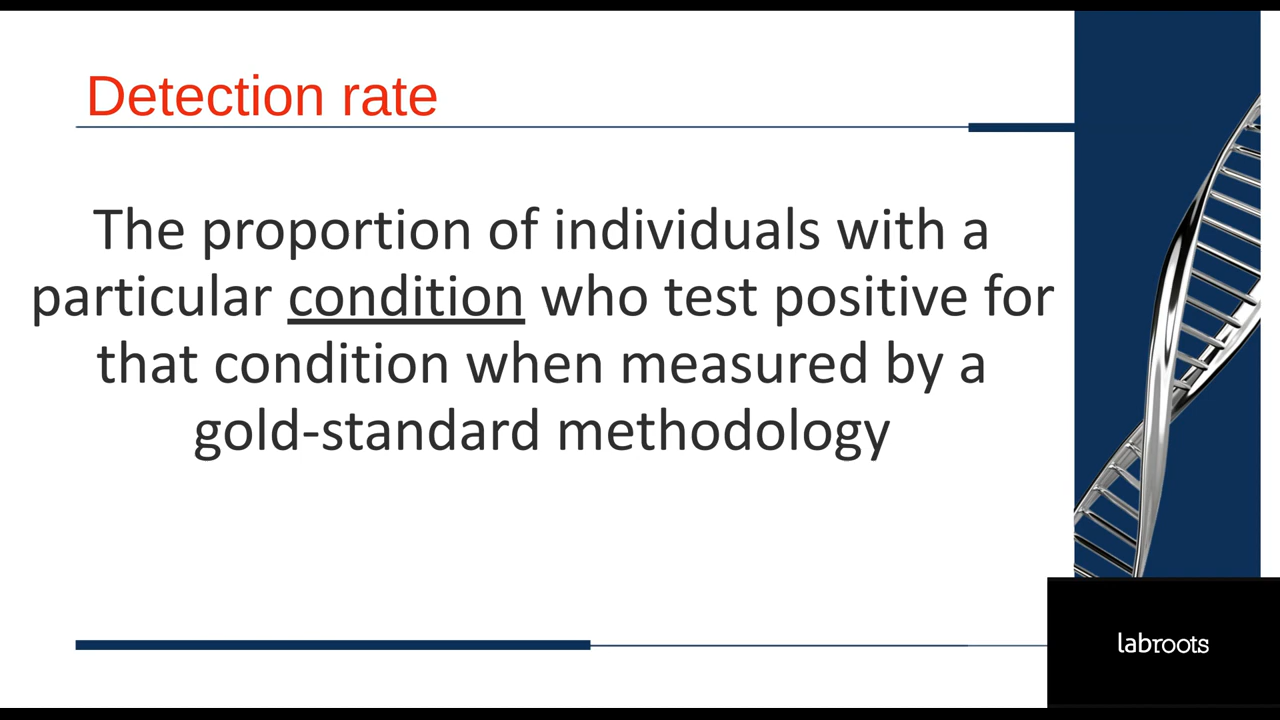 Detection rate
The proportion of individuals with a
particular condition who test positive for
that condition when measured by a
gold-standard methodology
labroots